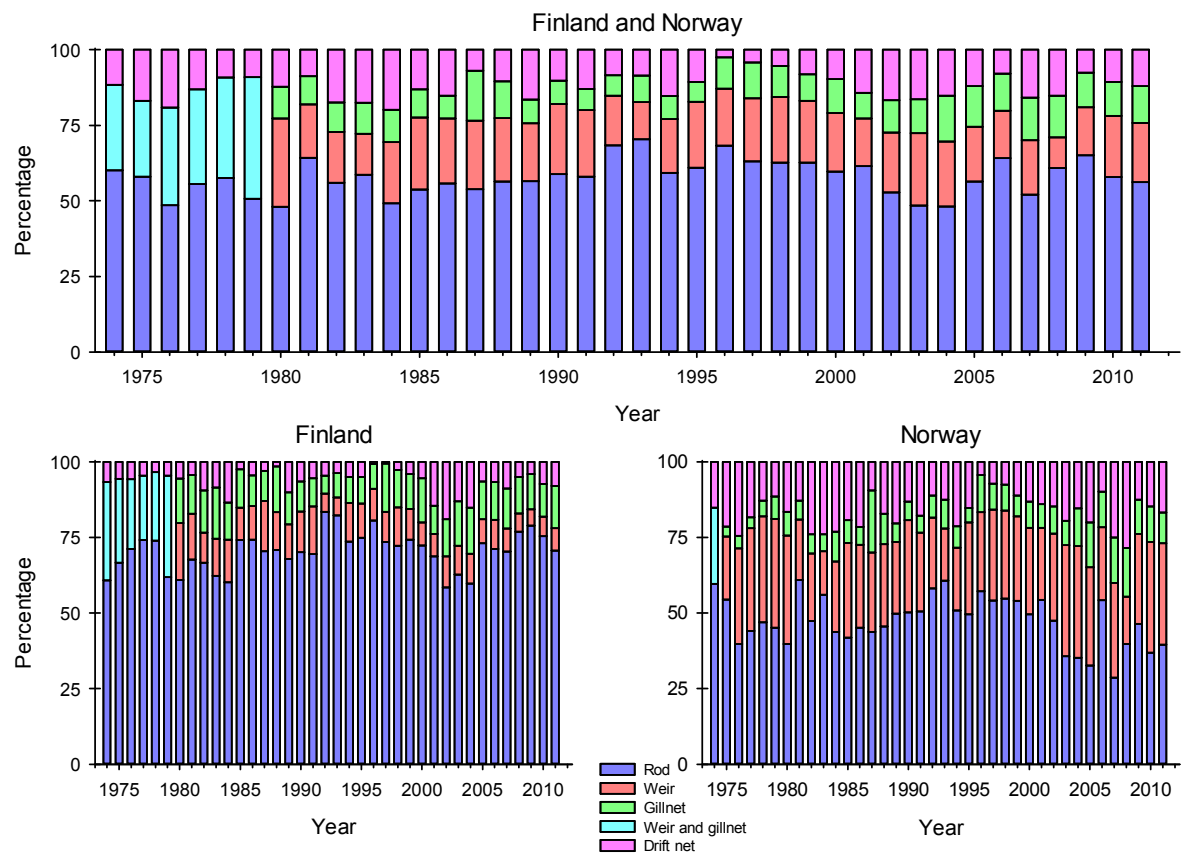 Finland and Norway
100
75
50
25
0
Percentage
1975 1980 1985 1990 1995 2000 2005 2010
Year
Finland
100
75
50
25
0
Percentage
1975 1980 1985 1990 1995 2000 2005 2010
Year
Norway
100
75
50
25
0
1975 1980 1985 1990 1995 2000 2005 2010
Year
Rod
Weir
Gillnet
Weir and gillnet
Drift net